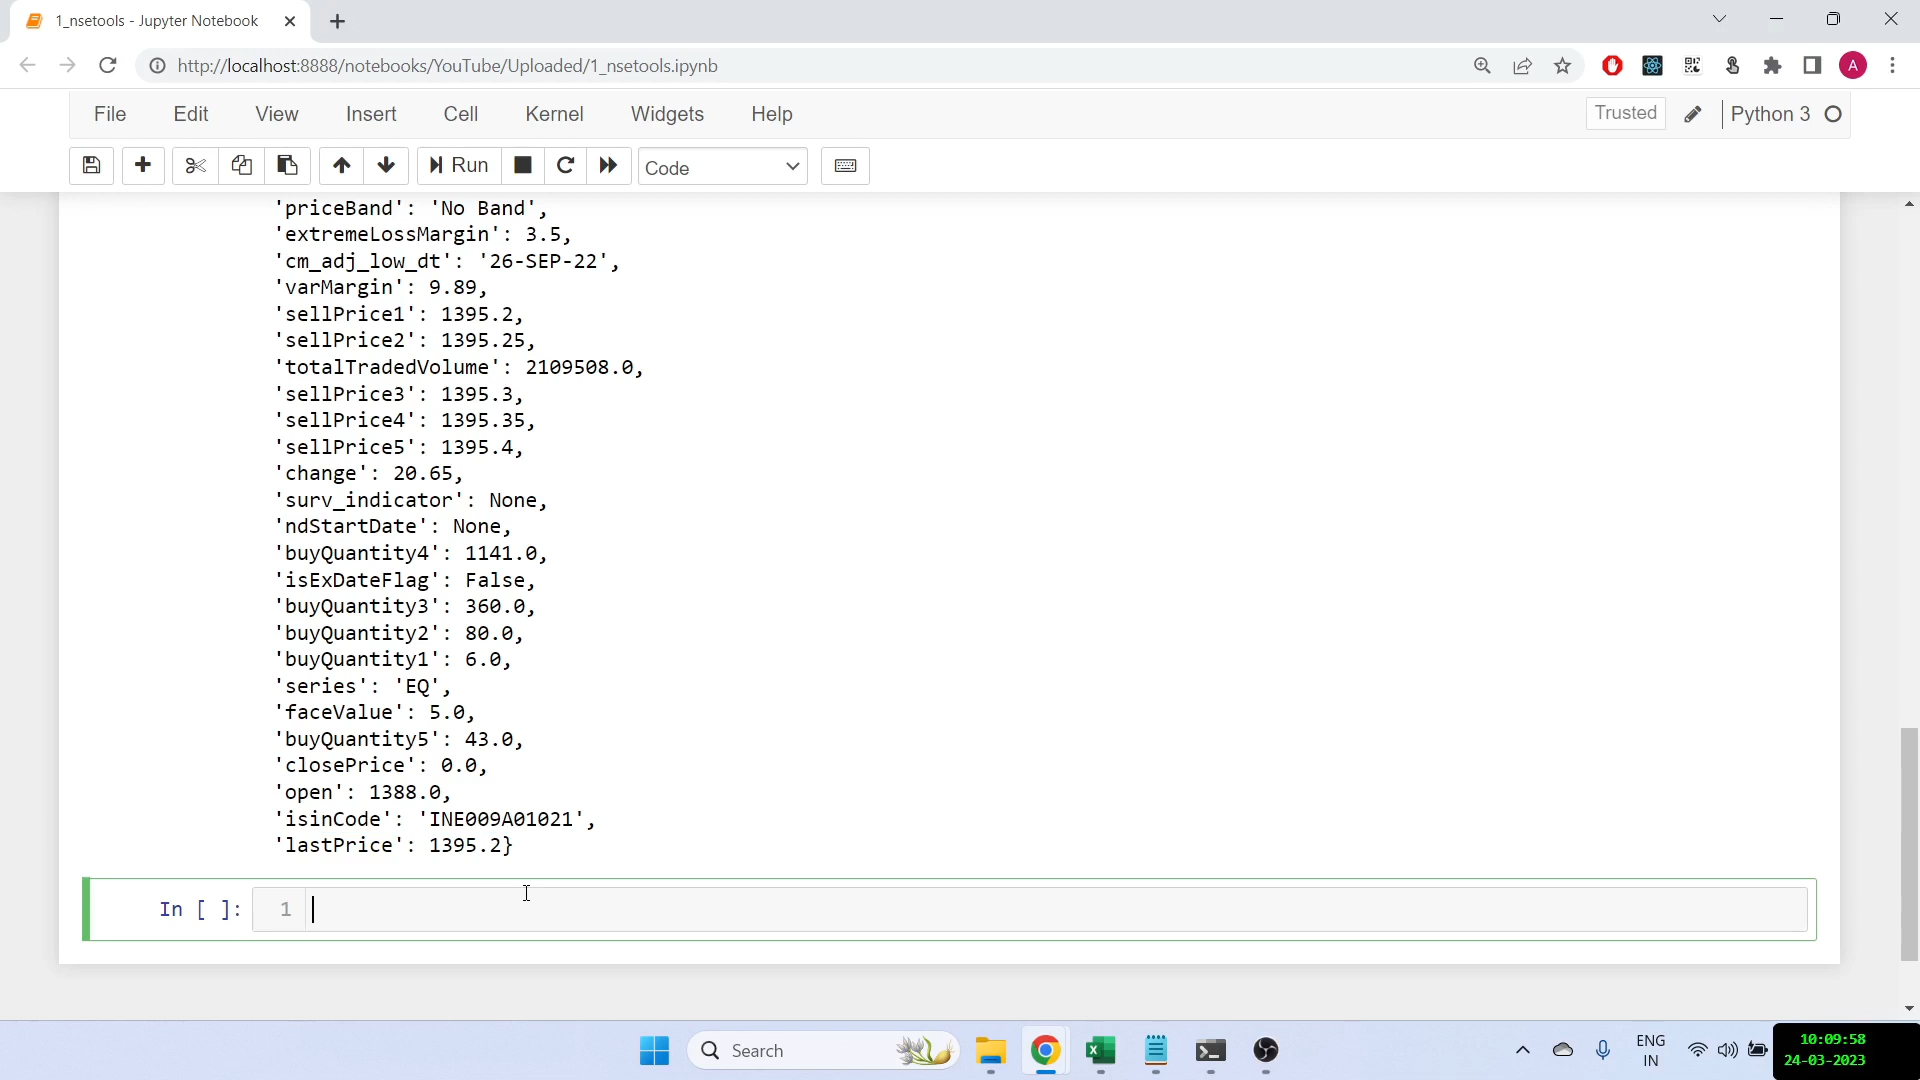 1_nsetools - Jupyter Notebook
http://localhost:8888/notebooks/YouTube/Uploaded/1_nsetools.ipynb
A
File Edit View Insert Cell Kernel Widgets Help
Trusted
Python 3
Run
Code
'priceBand': 'No Band',
'extremeLossMargin': 3.5,
'cm_adj_low_dt': '26-SEP-22',
'varMargin': 9.89,
'sellPrice1': 1395.2,
'sellPrice2': 1395.25,
'totalTradedVolume': 2109508.0,
'sellPrice3': 1395.3,
'sellPrice4': 1395.35,
'sellPrice5': 1395.4,
'change': 20.65,
'surv_indicator': None,
'ndStartDate': None,
'buyQuantity4': 1141.0,
'isExDateFlag': False,
'buyQuantity3': 360.0,
'buyQuantity2': 80.0,
'buyQuantity1': 6.0,
'series': 'EQ',
'faceValue': 5.0,
'buyQuantity5': 43.0,
'closePrice': 0.0,
'open': 1388.0,
'isinCode': 'INE009A01021',
'lastPrice': 1395.2}
In [ ]: 1
Search
ENG
IN
10:09:58
24-03-2023